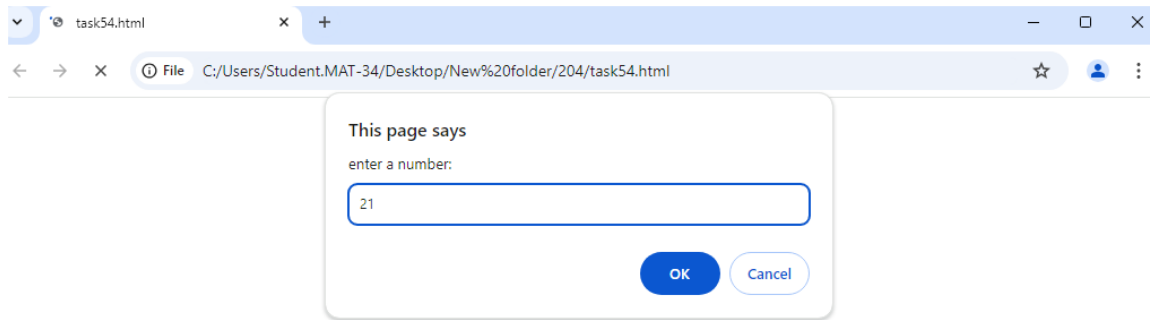 task54.html
File C:/Users/Student.MAT-34/Desktop/New%20folder/204/task54.html
This page says
enter a number:
21
OK Cancel